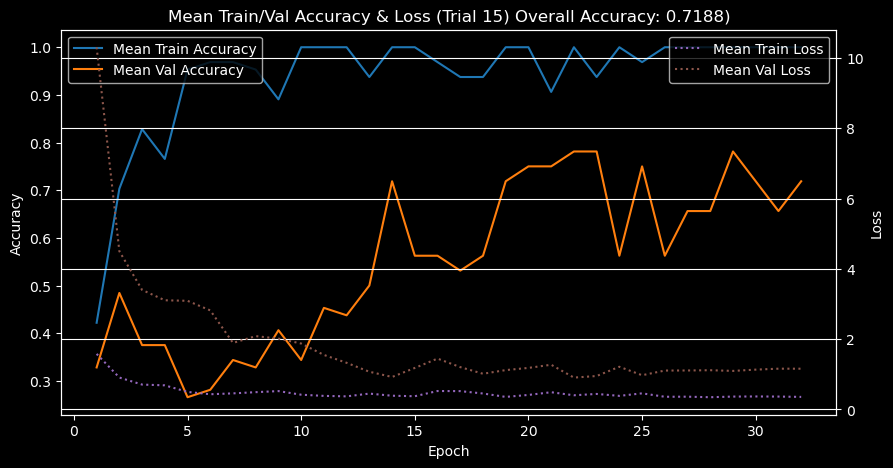 Mean Train/Val Accuracy & Loss (Trial 15) Overall Accuracy: 0.7188)
Mean Train Accuracy
Mean Val Accuracy
Mean Train Loss
Mean Val Loss
1.0
0.9
0.8
0.7
0.6
0.5
0.4
0.3
Accuracy
10
8
6
4
2
0
Loss
0 5 10 15 20 25 30
Epoch